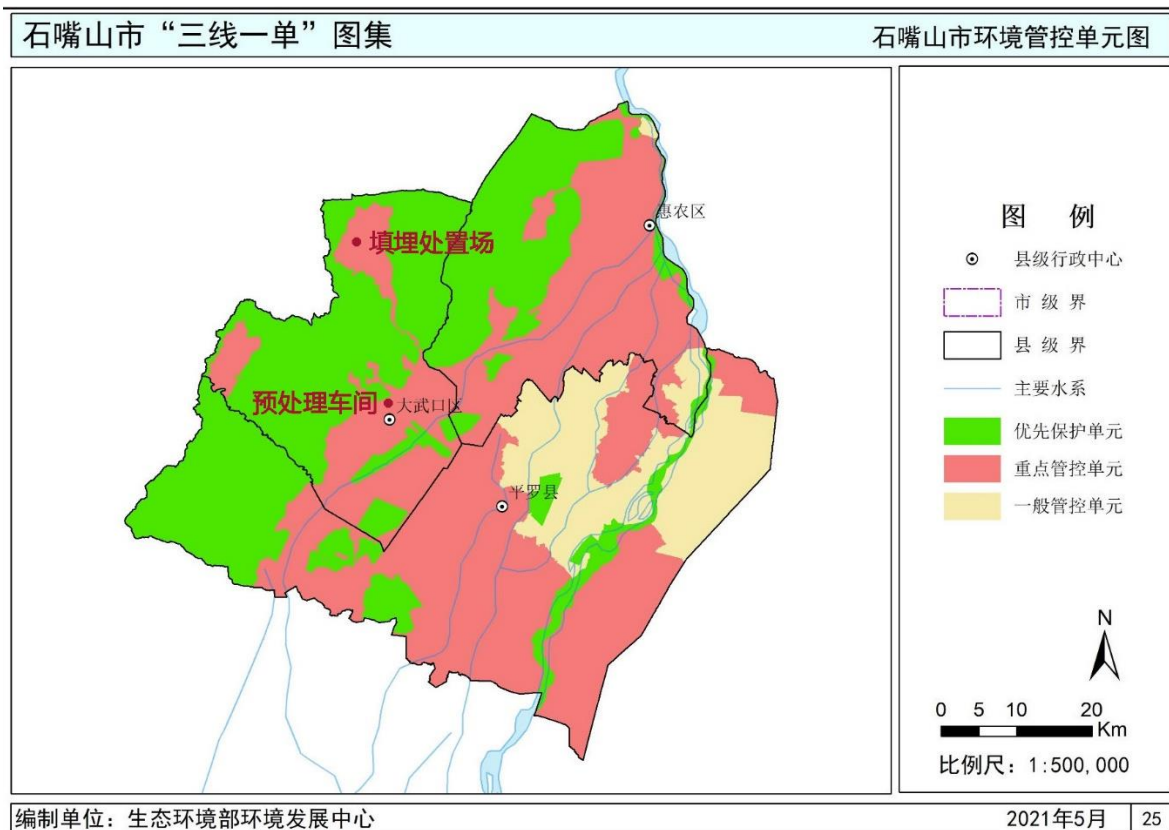 石嘴山市“三线一单”图集
石嘴山市环境管控单元图
惠农区
填埋处置场
预处理车间
大武口区
平罗县
图 例
县级行政中心
市 级 界
县 级 界
主要水系
优先保护单元
重点管控单元
一般管控单元
N
0 5 10 20
Km
比例尺：1:500,000
编制单位：生态环境部环境发展中心
2021年5月
25